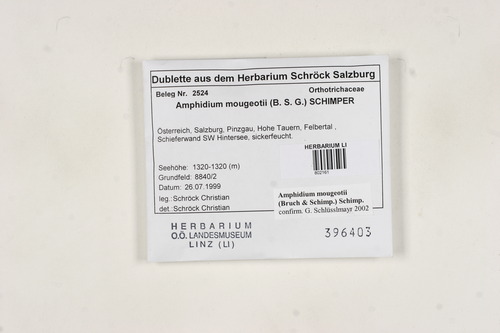 Dublette aus dem Herbarium Schröck Salzburg
Beleg Nr. 2524
Orthotrichaceae
Amphidium mougeotii (B. S. G.) SCHIMPER
Österreich, Salzburg, Pinzgau, Hohe Tauern, Felbertal ,
Schieferwand SW Hintersee, sickerfeucht.
HERBARIUM LI
802161
Seehöhe: 1320-1320 (m)
Grundfeld: 8840/2
Datum: 26.07.1999
leg.: Schröck Christian
det.: Schröck Christian
Amphidium mougeotii
(Bruch & Schimp.) Schimp.
confirm. G. Schlüsslmayr 2002
HERBARIUM
O.Ö. LANDESMUSEUM
LINZ (LI)
396403